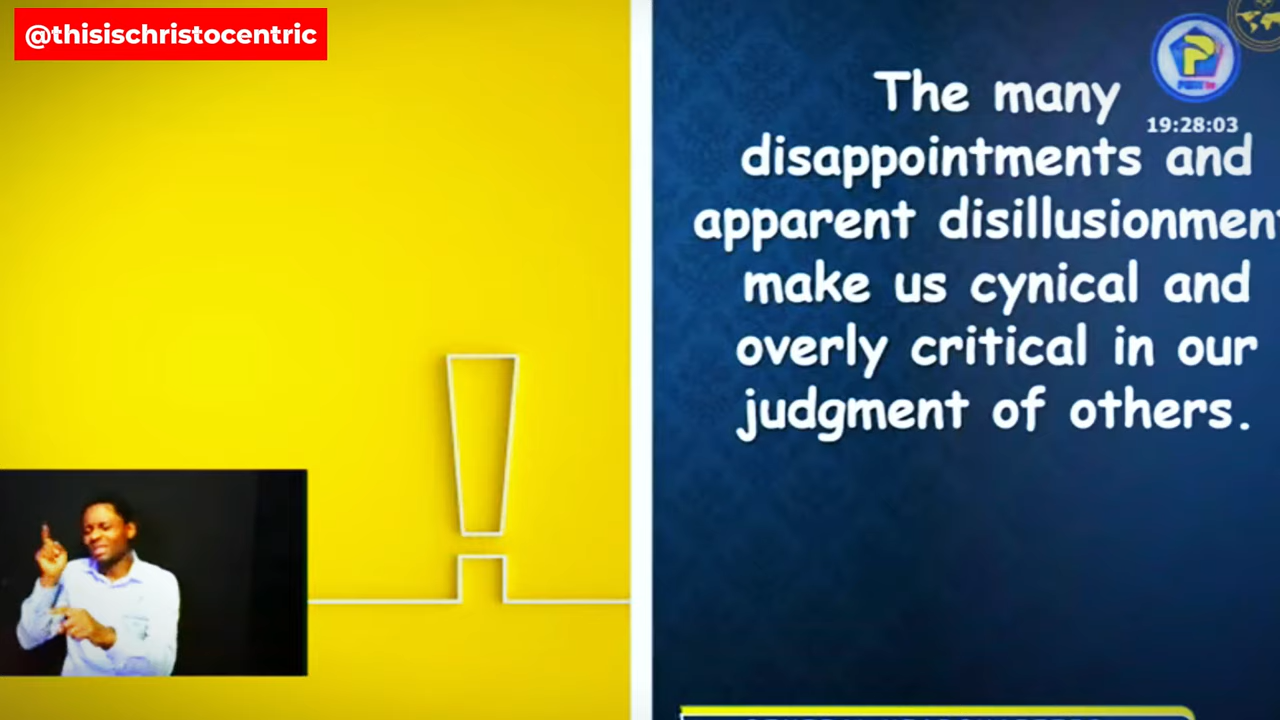 @thisischristocentric
The many
19:28:03
disappointments and
apparent disillusionment
make us cynical and
overly critical in our
judgment of others.